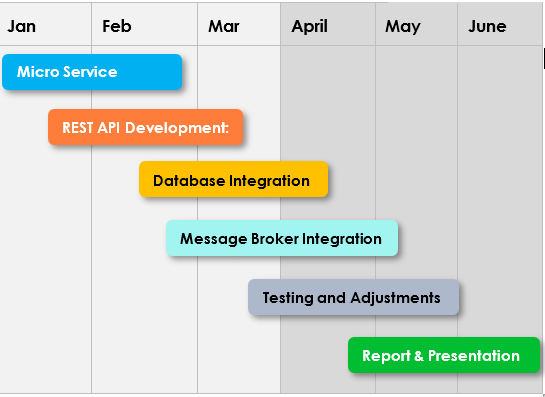 Jan Feb Mar April May June
Micro Service
REST API Development:
Database Integration
Message Broker Integration
Testing and Adjustments
Report & Presentation